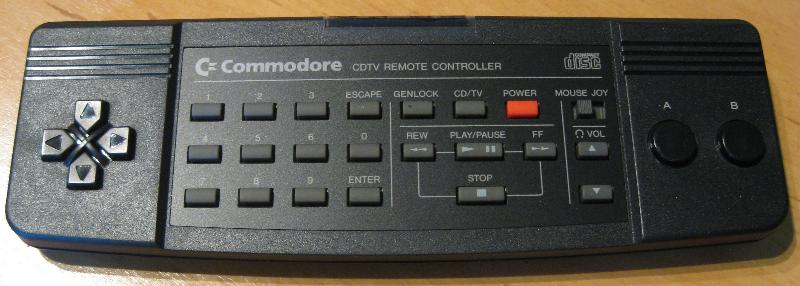 Commodore CDTV REMOTE CONTROLLER
COMPACT disc
1 2 3 ESCAPE GENLOCK CD/TV POWER MOUSE JOY
A B
4 5 6 0 REW PLAY/PAUSE FF VOL
7 8 9 ENTER STOP